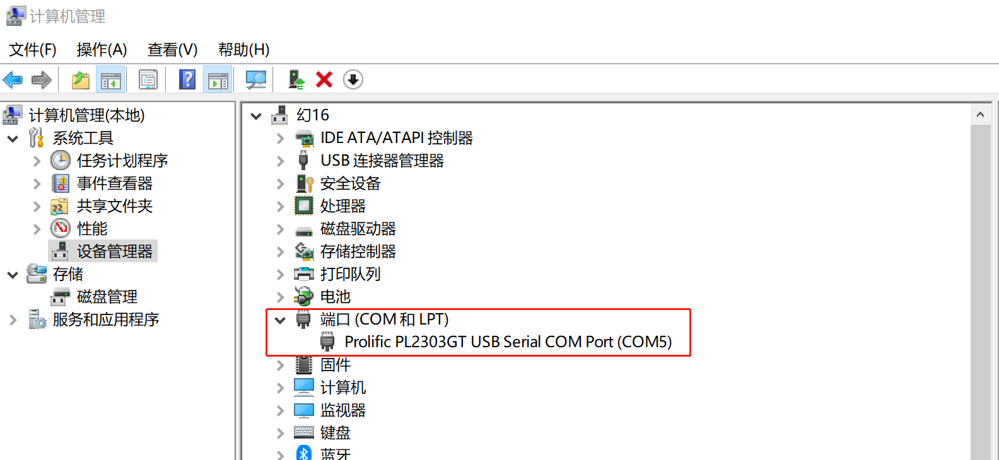 计算机管理
文件(F) 操作(A) 查看(V) 帮助(H)
计算机管理(本地)
系统工具
任务计划程序
事件查看器
共享文件夹
性能
设备管理器
存储
磁盘管理
服务和应用程序
幻16
IDE ATA/ATAPI 控制器
USB 连接器管理器
安全设备
处理器
磁盘驱动器
存储控制器
打印队列
电池
端口 (COM 和 LPT)
Prolific PL2303GT USB Serial COM Port (COM5)
固件
计算机
监视器
键盘
蓝牙